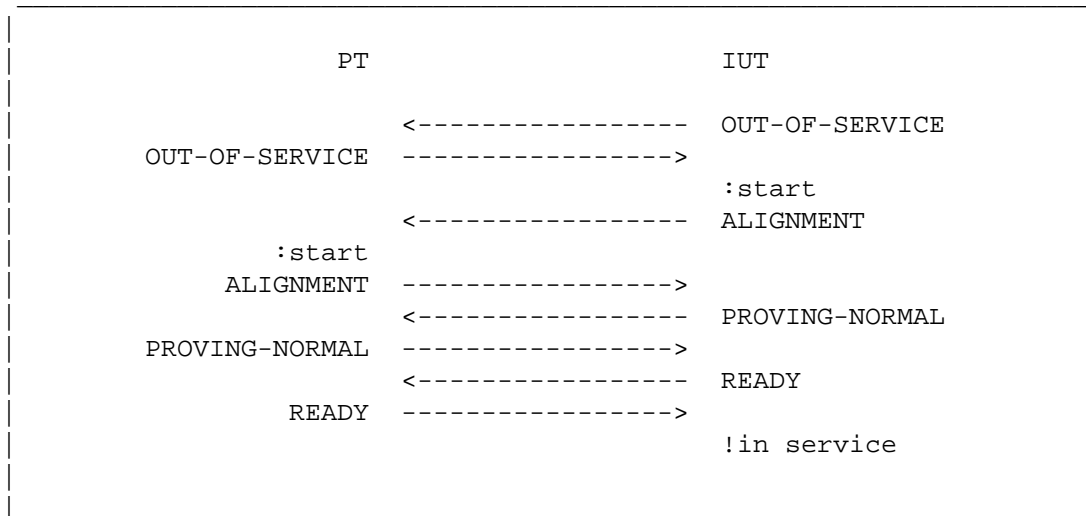 PT IUT
<----------------- OUT-OF-SERVICE
OUT-OF-SERVICE ----------------->
:start
<----------------- ALIGNMENT
:start
ALIGNMENT ----------------->
<----------------- PROVING-NORMAL
PROVING-NORMAL ----------------->
<----------------- READY
READY ----------------->
!in service